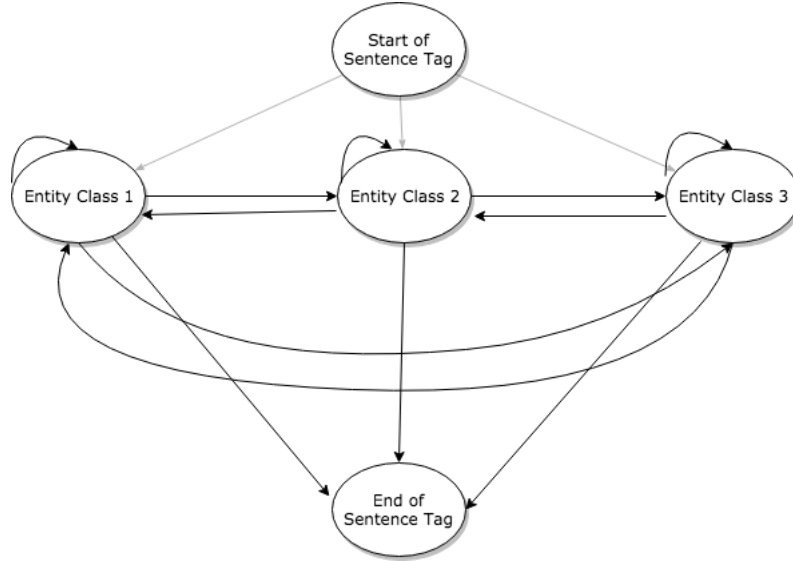 Start of
Sentence Tag
Entity Class 1
Entity Class 2
Entity Class 3
End of
Sentence Tag